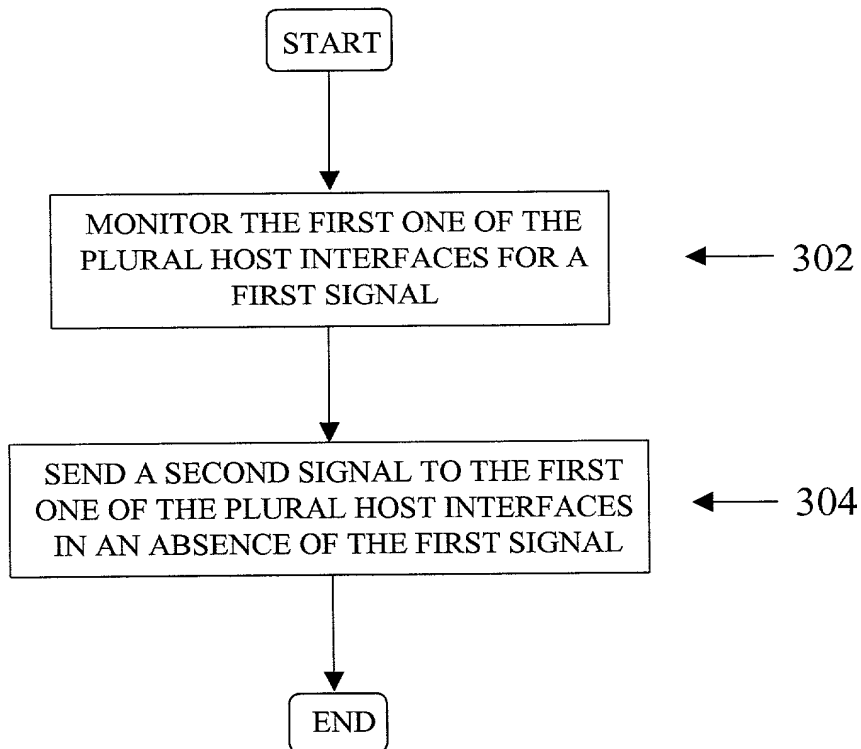 START
MONITOR THE FIRST ONE OF THE
PLURAL HOST INTERFACES FOR A
FIRST SIGNAL
302
SEND A SECOND SIGNAL TO THE FIRST
ONE OF THE PLURAL HOST INTERFACES
IN AN ABSENCE OF THE FIRST SIGNAL
304
END